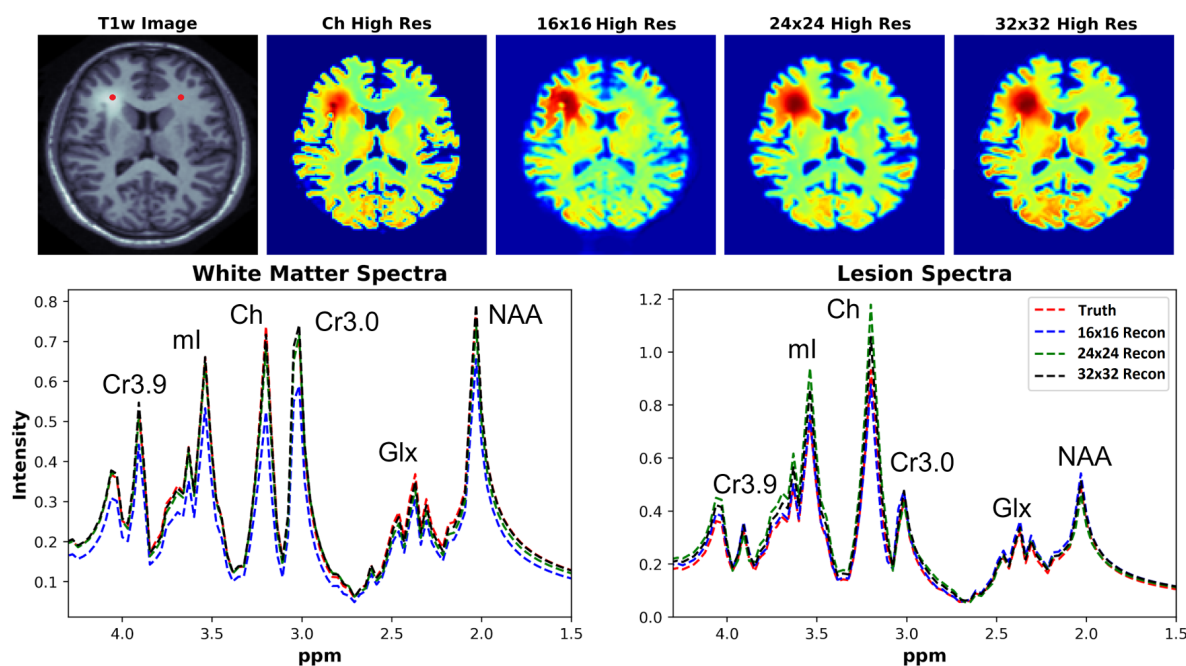 T1w Image
Ch High Res
16x16 High Res
24x24 High Res
32x32 High Res
White Matter Spectra
Lesion Spectra
Intensity
0.8
0.7
0.6
0.5
0.4
0.3
0.2
0.1
Cr3.9
mI
Ch
Cr3.0
Glx
NAA
4.0
3.5
3.0
2.5
2.0
1.5
ppm
1.2
1.0
0.8
0.6
0.4
0.2
0.0
Cr3.9
mI
Ch
Cr3.0
Glx
NAA
Truth
16x16 Recon
24x24 Recon
32x32 Recon
4.0
3.5
3.0
2.5
2.0
1.5
ppm